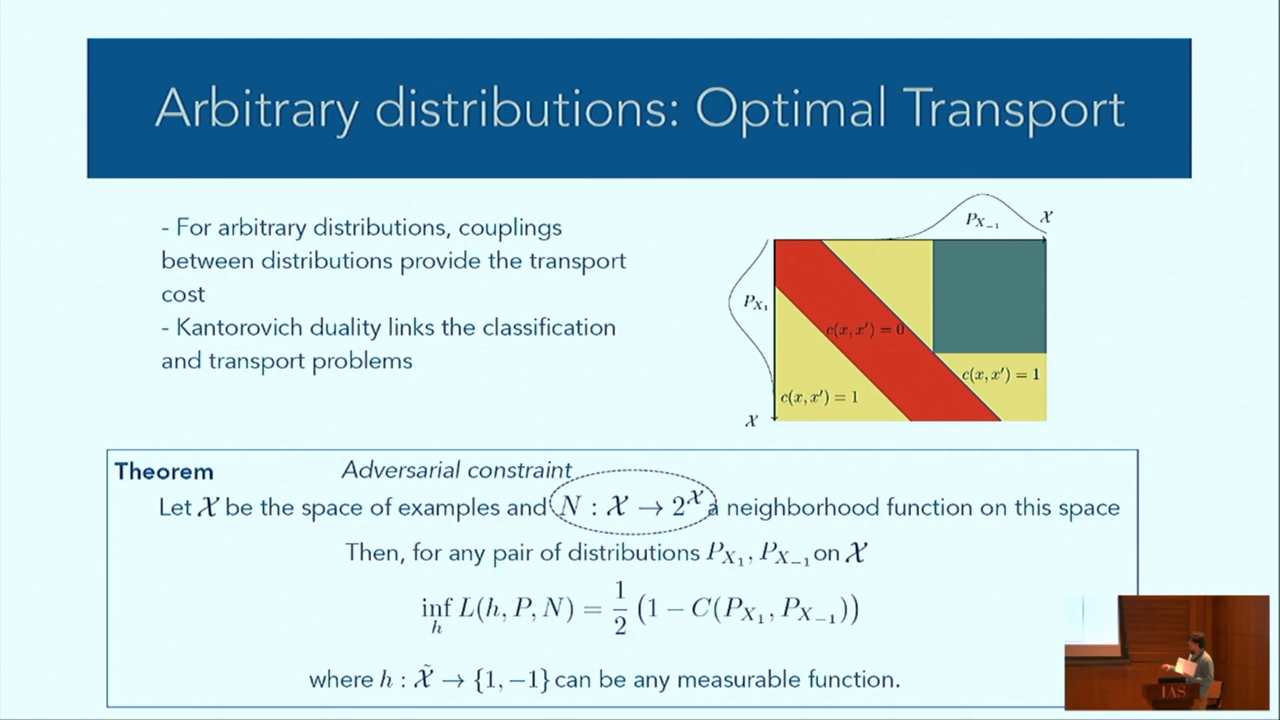 Arbitrary distributions: Optimal Transport
- For arbitrary distributions, couplings
between distributions provide the transport
cost
- Kantorovich duality links the classification
and transport problems
P_{X_{-1}}
𝒳
P_{X_1}
c(x, x′) = 0
c(x, x′) = 1
c(x, x′) = 1
𝒳
Theorem
Adversarial constraint
Let 𝒳 be the space of examples and N : 𝒳 → 2^𝒳 a neighborhood function on this space
Then, for any pair of distributions P_{X_1}, P_{X_{-1}} on 𝒳
inf_h L(h, P, N) = 1/2 (1 − C(P_{X_1}, P_{X_{-1}}))
where h : 𝒳̃ → {1, −1} can be any measurable function.
IAS